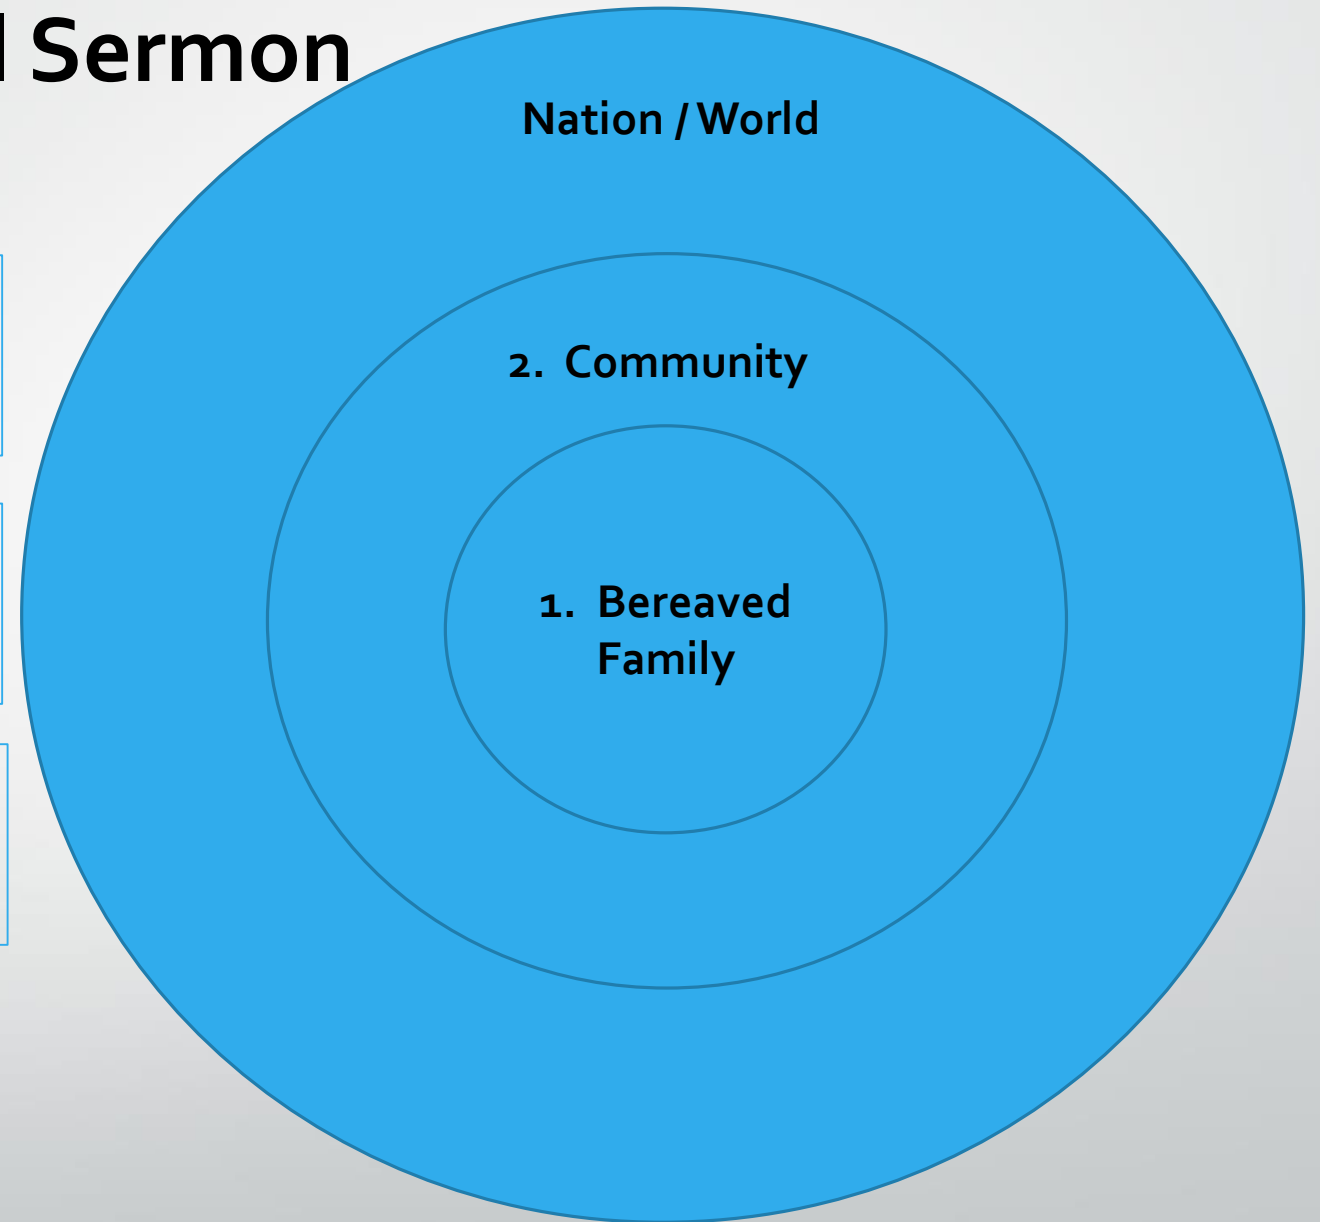 Sermon
Nation / World
2. Community
1. Bereaved
Family